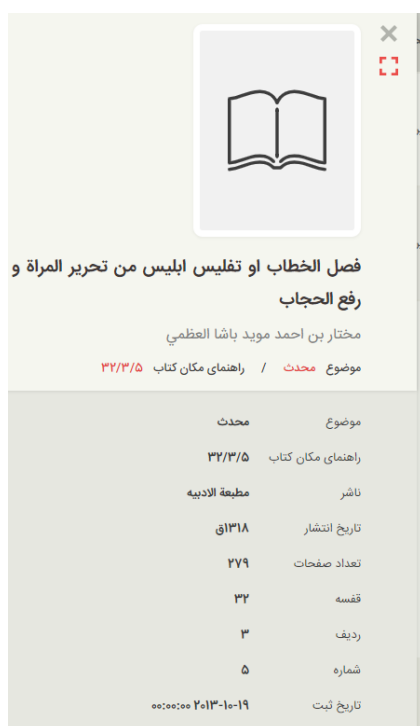 فصل الخطاب او تفليس ابليس من تحرير المراة و
رفع الحجاب
مختار بن احمد مويد باشا العظمي
موضوع محدث / راهنمای مکان کتاب ۳۲/۳/۵
موضوع محدث
راهنمای مکان کتاب ۳۲/۳/۵
ناشر مطبعة الادبيه
تاریخ انتشار ۱۳۱۸ق
تعداد صفحات ۲۷۹
قفسه ۳۲
ردیف ۳
شماره ۵
تاریخ ثبت ۲۰۱۳-۱۰-۱۹ ۰۰:۰۰:۰۰